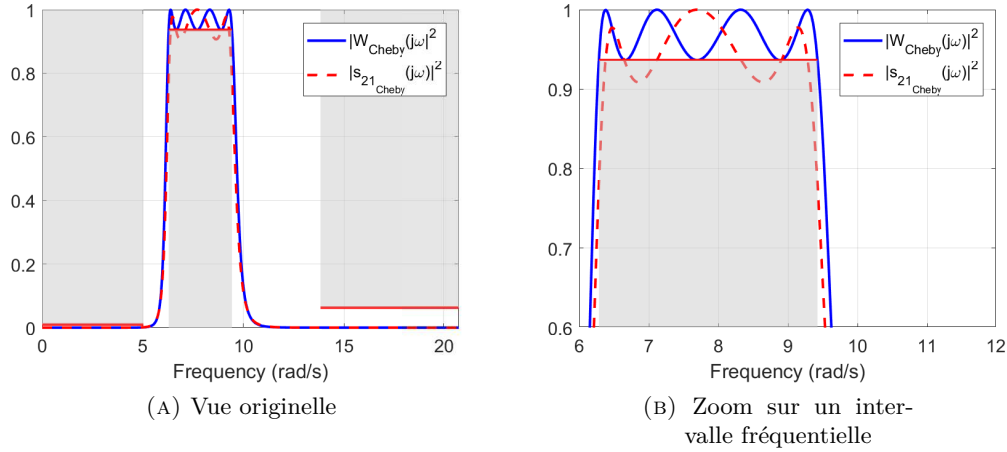 1
0.8
0.6
0.4
0.2
0
|W_Cheby(jω|^2
|s_21_Cheby(jω)|^2
0 5 10 15 20
Frequency (rad/s)
(A) Vue originelle
1
0.9
0.8
0.7
0.6
|W_Cheby(jω|^2
|s_21_Cheby(jω)|^2
6 7 8 9 10 11 12
Frequency (rad/s)
(B) Zoom sur un inter-
valle fréquentielle